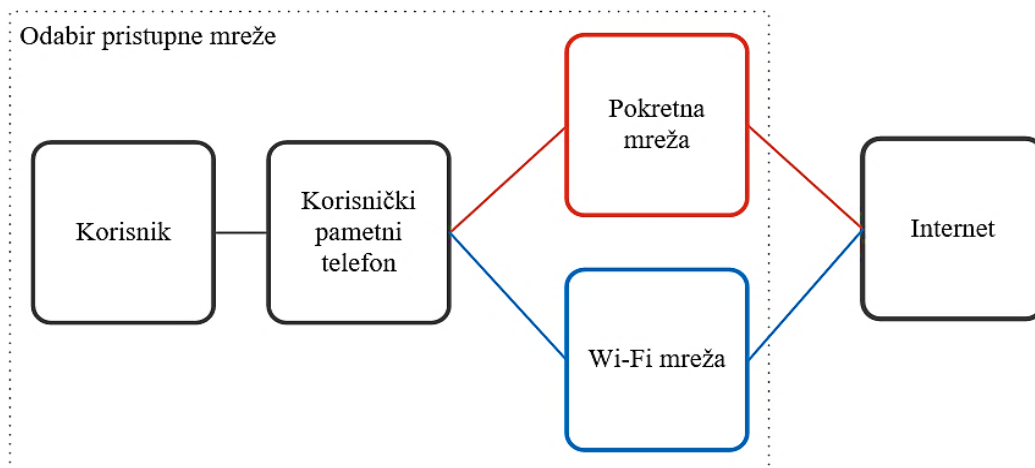 Odabir pristupne mreže
Korisnik
Korisnički
pametni
telefon
Pokretna
mreža
Wi-Fi mreža
Internet